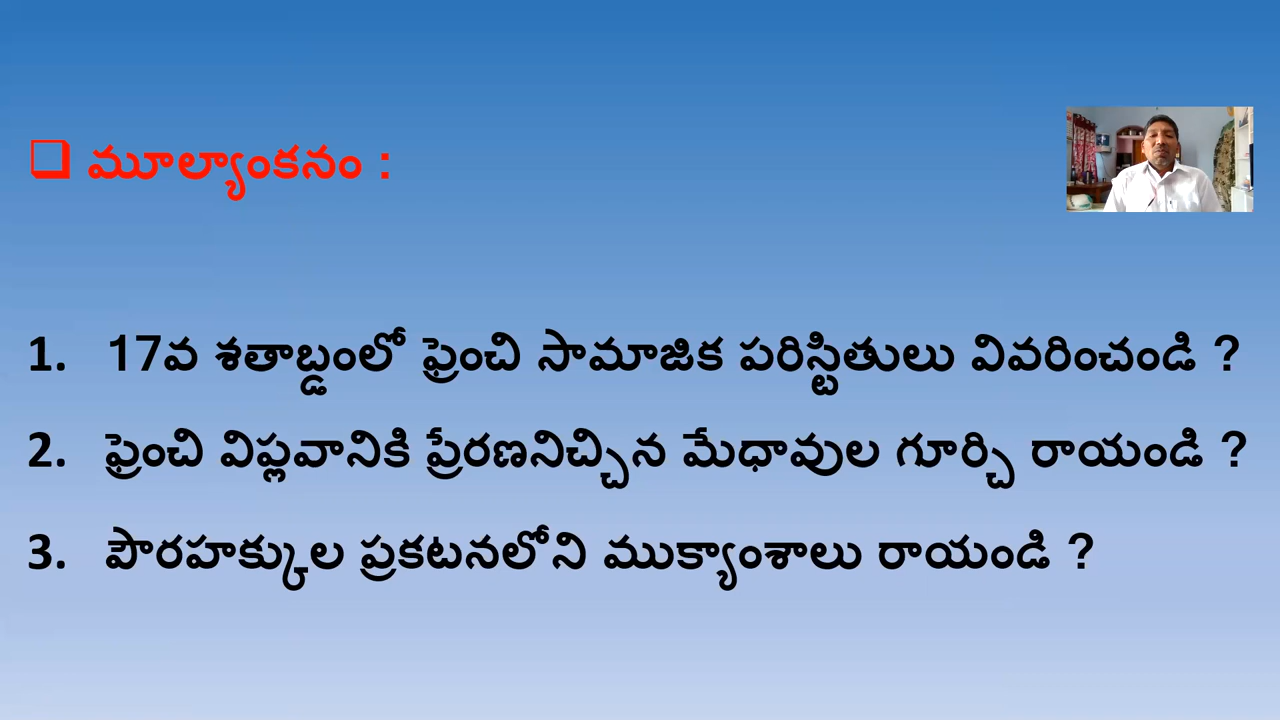 ❑ మూల్యాంకనం :
1. 17వ శతాబ్డంలో ఫ్రెంచి సామాజిక పరిస్టితులు వివరించండి ?
2. ఫ్రెంచి విప్లవానికి ప్రేరణనిచ్చిన మేధావుల గూర్చి రాయండి ?
3. పౌరహక్కుల ప్రకటనలోని ముక్యాంశాలు రాయండి ?